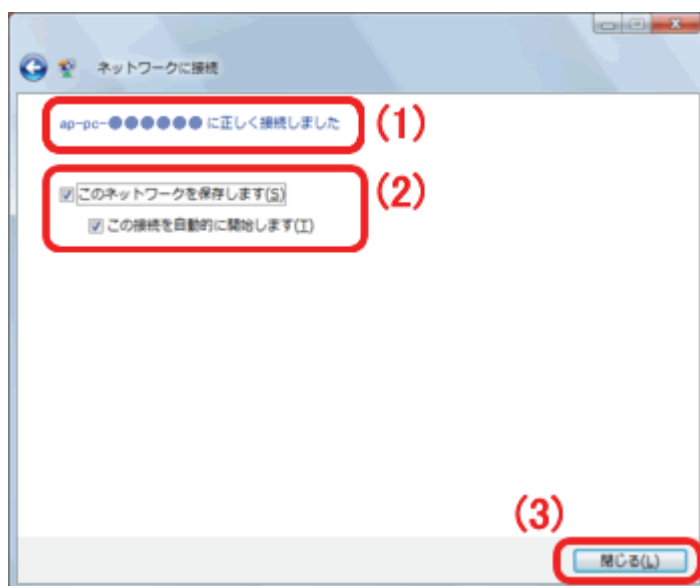 ネットワークに接続
ap-pc-●●●●●● に正しく接続しました
(1)
このネットワークを保存します(S)
(2)
この接続を自動的に開始します(I)
(3)
閉じる(L)